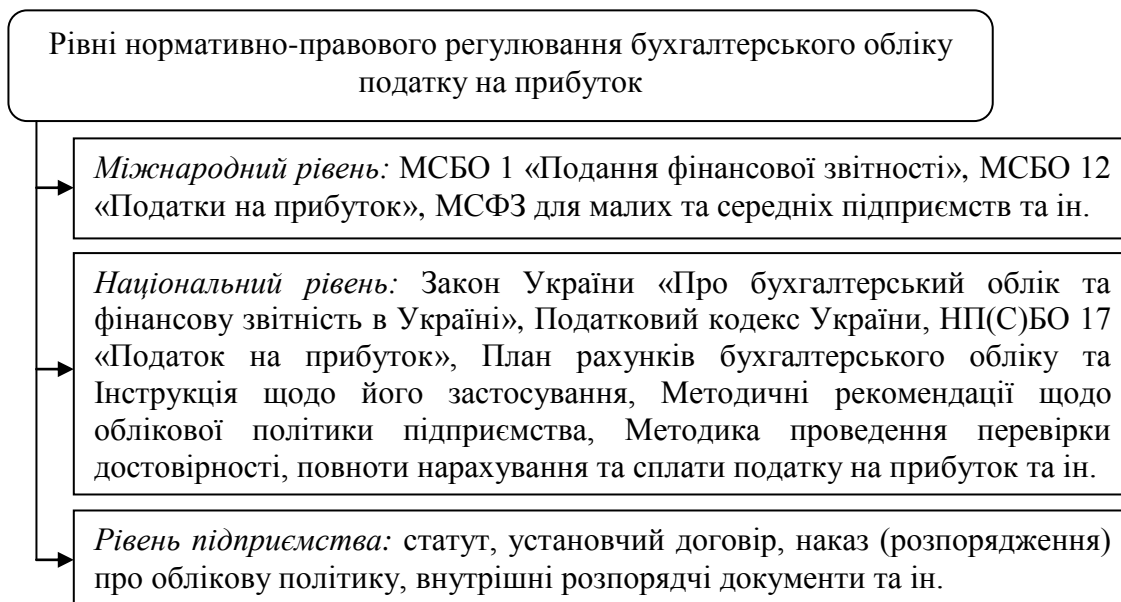 Рівні нормативно-правового регулювання бухгалтерського обліку
податку на прибуток
Міжнародний рівень: МСБО 1 «Подання фінансової звітності», МСБО 12
«Податки на прибуток», МСФЗ для малих та середніх підприємств та ін.
Національний рівень: Закон України «Про бухгалтерський облік та
фінансову звітність в Україні», Податковий кодекс України, НП(С)БО 17
«Податок на прибуток», План рахунків бухгалтерського обліку та
Інструкція щодо його застосування, Методичні рекомендації щодо
облікової політики підприємства, Методика проведення перевірки
достовірності, повноти нарахування та сплати податку на прибуток та ін.
Рівень підприємства: статут, установчий договір, наказ (розпорядження)
про облікову політику, внутрішні розпорядчі документи та ін.